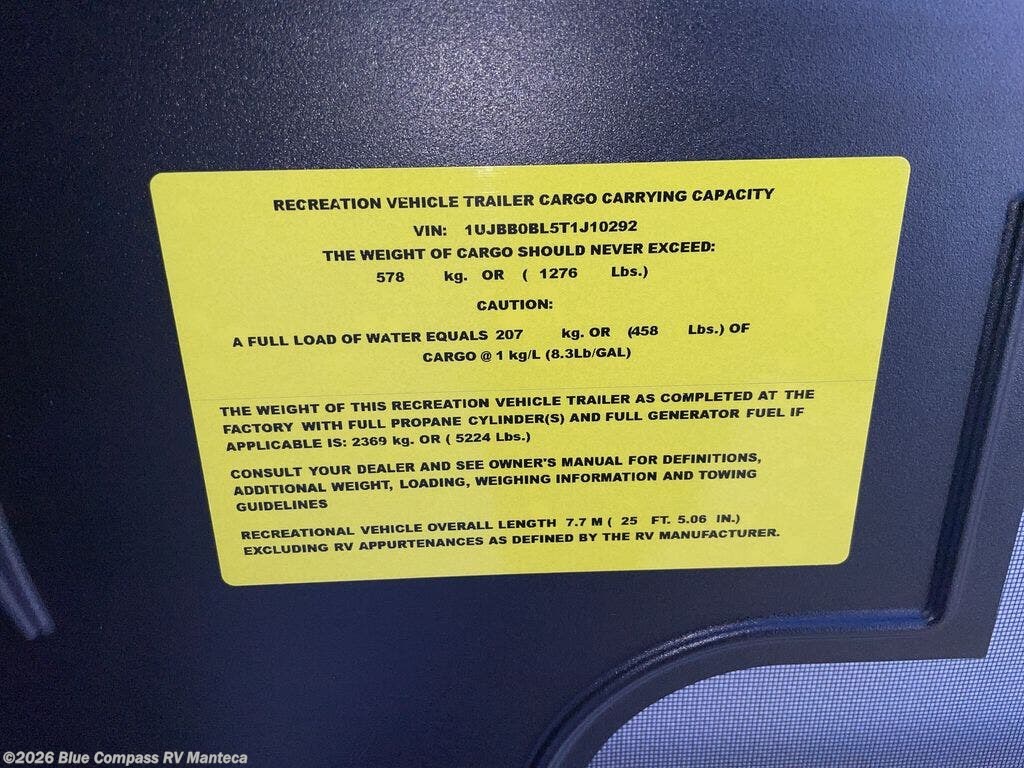 RECREATION VEHICLE TRAILER CARGO CARRYING CAPACITY
VIN: 1UJBB0BL5T1J10292
THE WEIGHT OF CARGO SHOULD NEVER EXCEED:
578 kg. OR ( 1276 Lbs.)
CAUTION:
A FULL LOAD OF WATER EQUALS 207 kg. OR (458 Lbs.) OF
CARGO @ 1 kg/L (8.3Lb/GAL)
THE WEIGHT OF THIS RECREATION VEHICLE TRAILER AS COMPLETED AT THE
FACTORY WITH FULL PROPANE CYLINDER(S) AND FULL GENERATOR FUEL IF
APPLICABLE IS: 2369 kg. OR ( 5224 Lbs.)
CONSULT YOUR DEALER AND SEE OWNER'S MANUAL FOR DEFINITIONS,
ADDITIONAL WEIGHT, LOADING, WEIGHING INFORMATION AND TOWING
GUIDELINES
RECREATIONAL VEHICLE OVERALL LENGTH 7.7 M ( 25 FT. 5.06 IN.)
EXCLUDING RV APPURTENANCES AS DEFINED BY THE RV MANUFACTURER.
©2026 Blue Compass RV Manteca